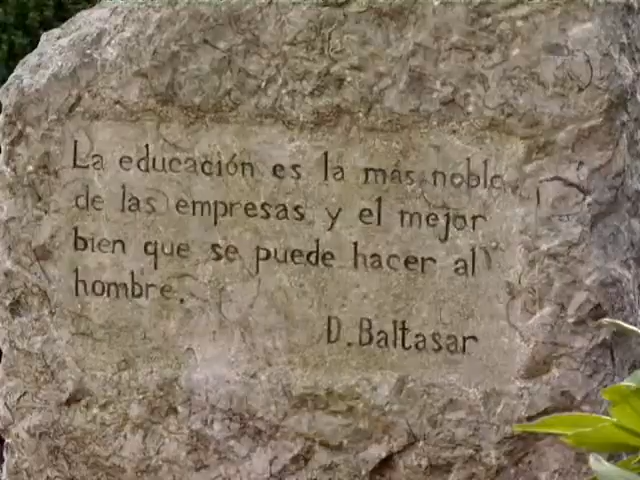 La educación es la más noble
de las empresas y el mejor
bien que se puede hacer al
hombre.
D. Baltasar